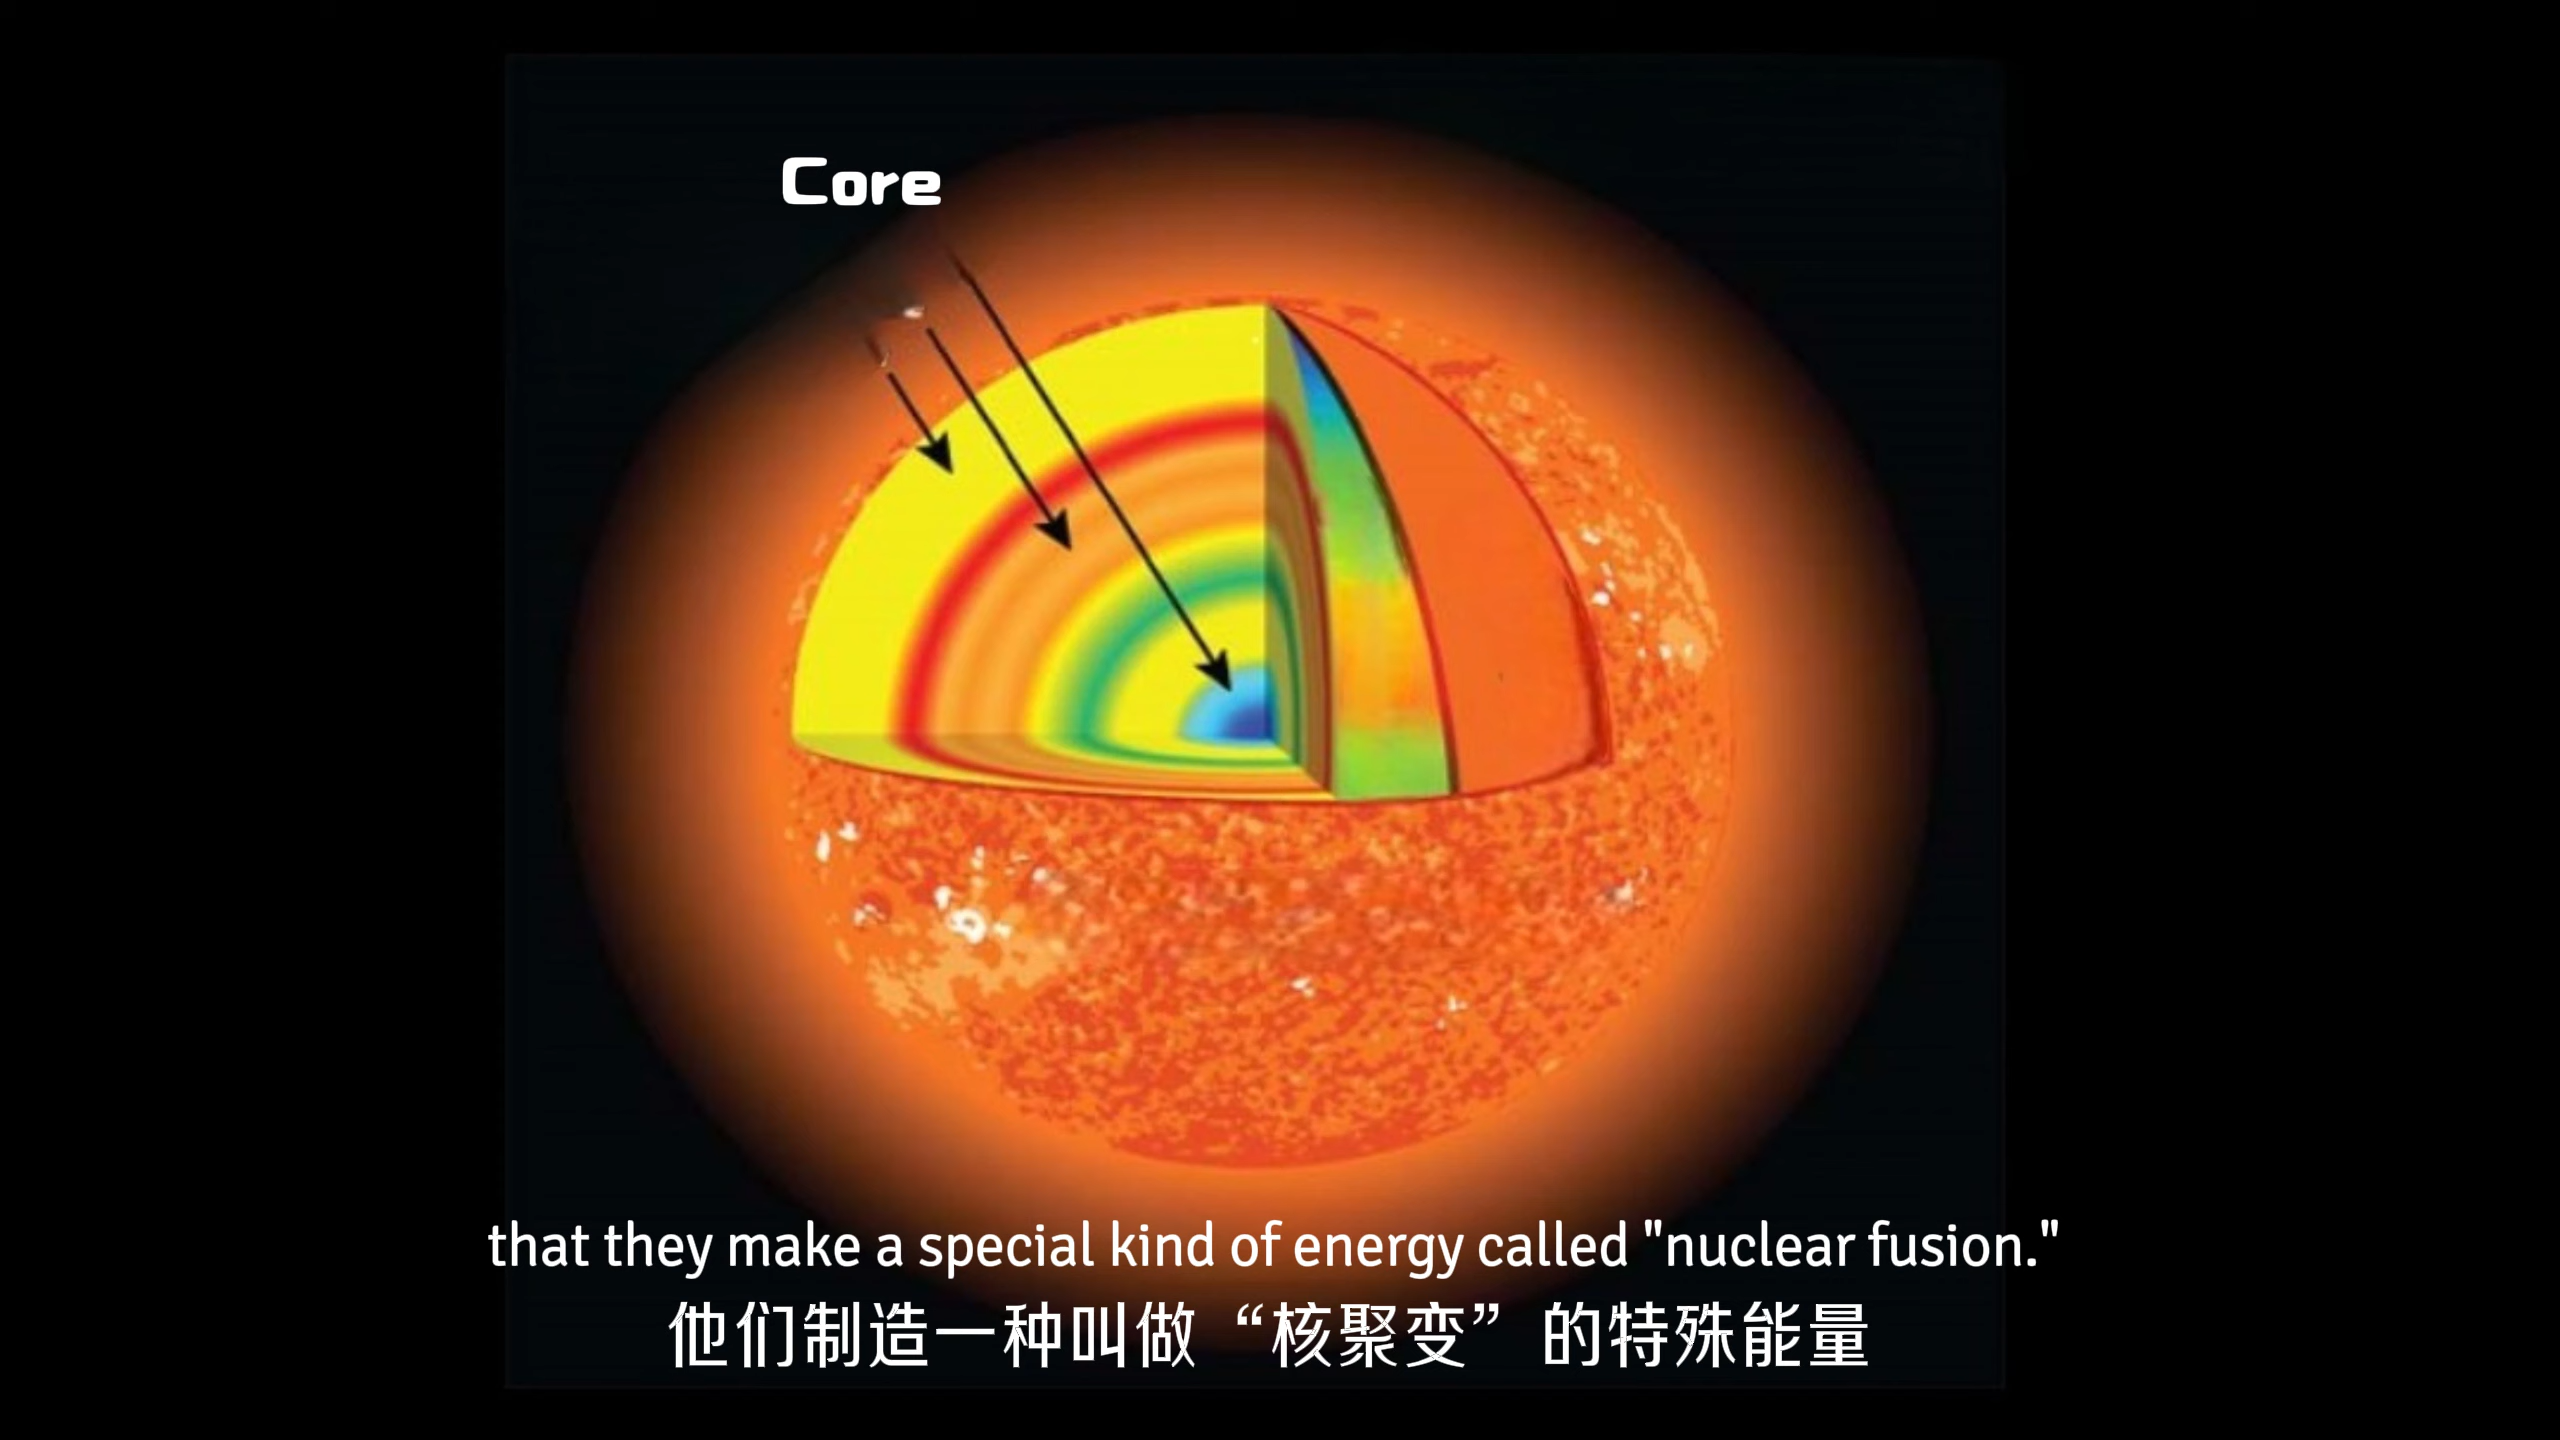 Core
that they make a special kind of energy called "nuclear fusion."
他们制造一种叫做“核聚变”的特殊能量